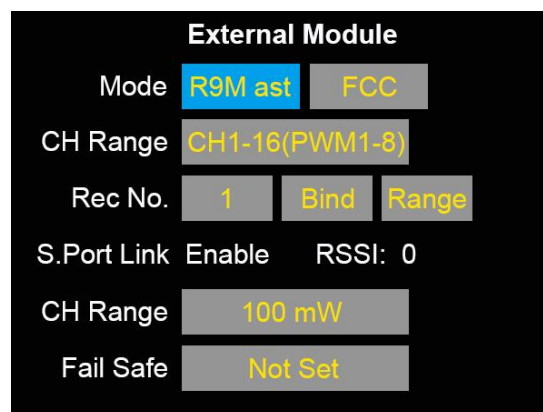 External Module
Mode R9M ast FCC
CH Range CH1-16(PWM1-8)
Rec No. 1 Bind Range
S.Port Link Enable RSSI: 0
CH Range 100 mW
Fail Safe Not Set